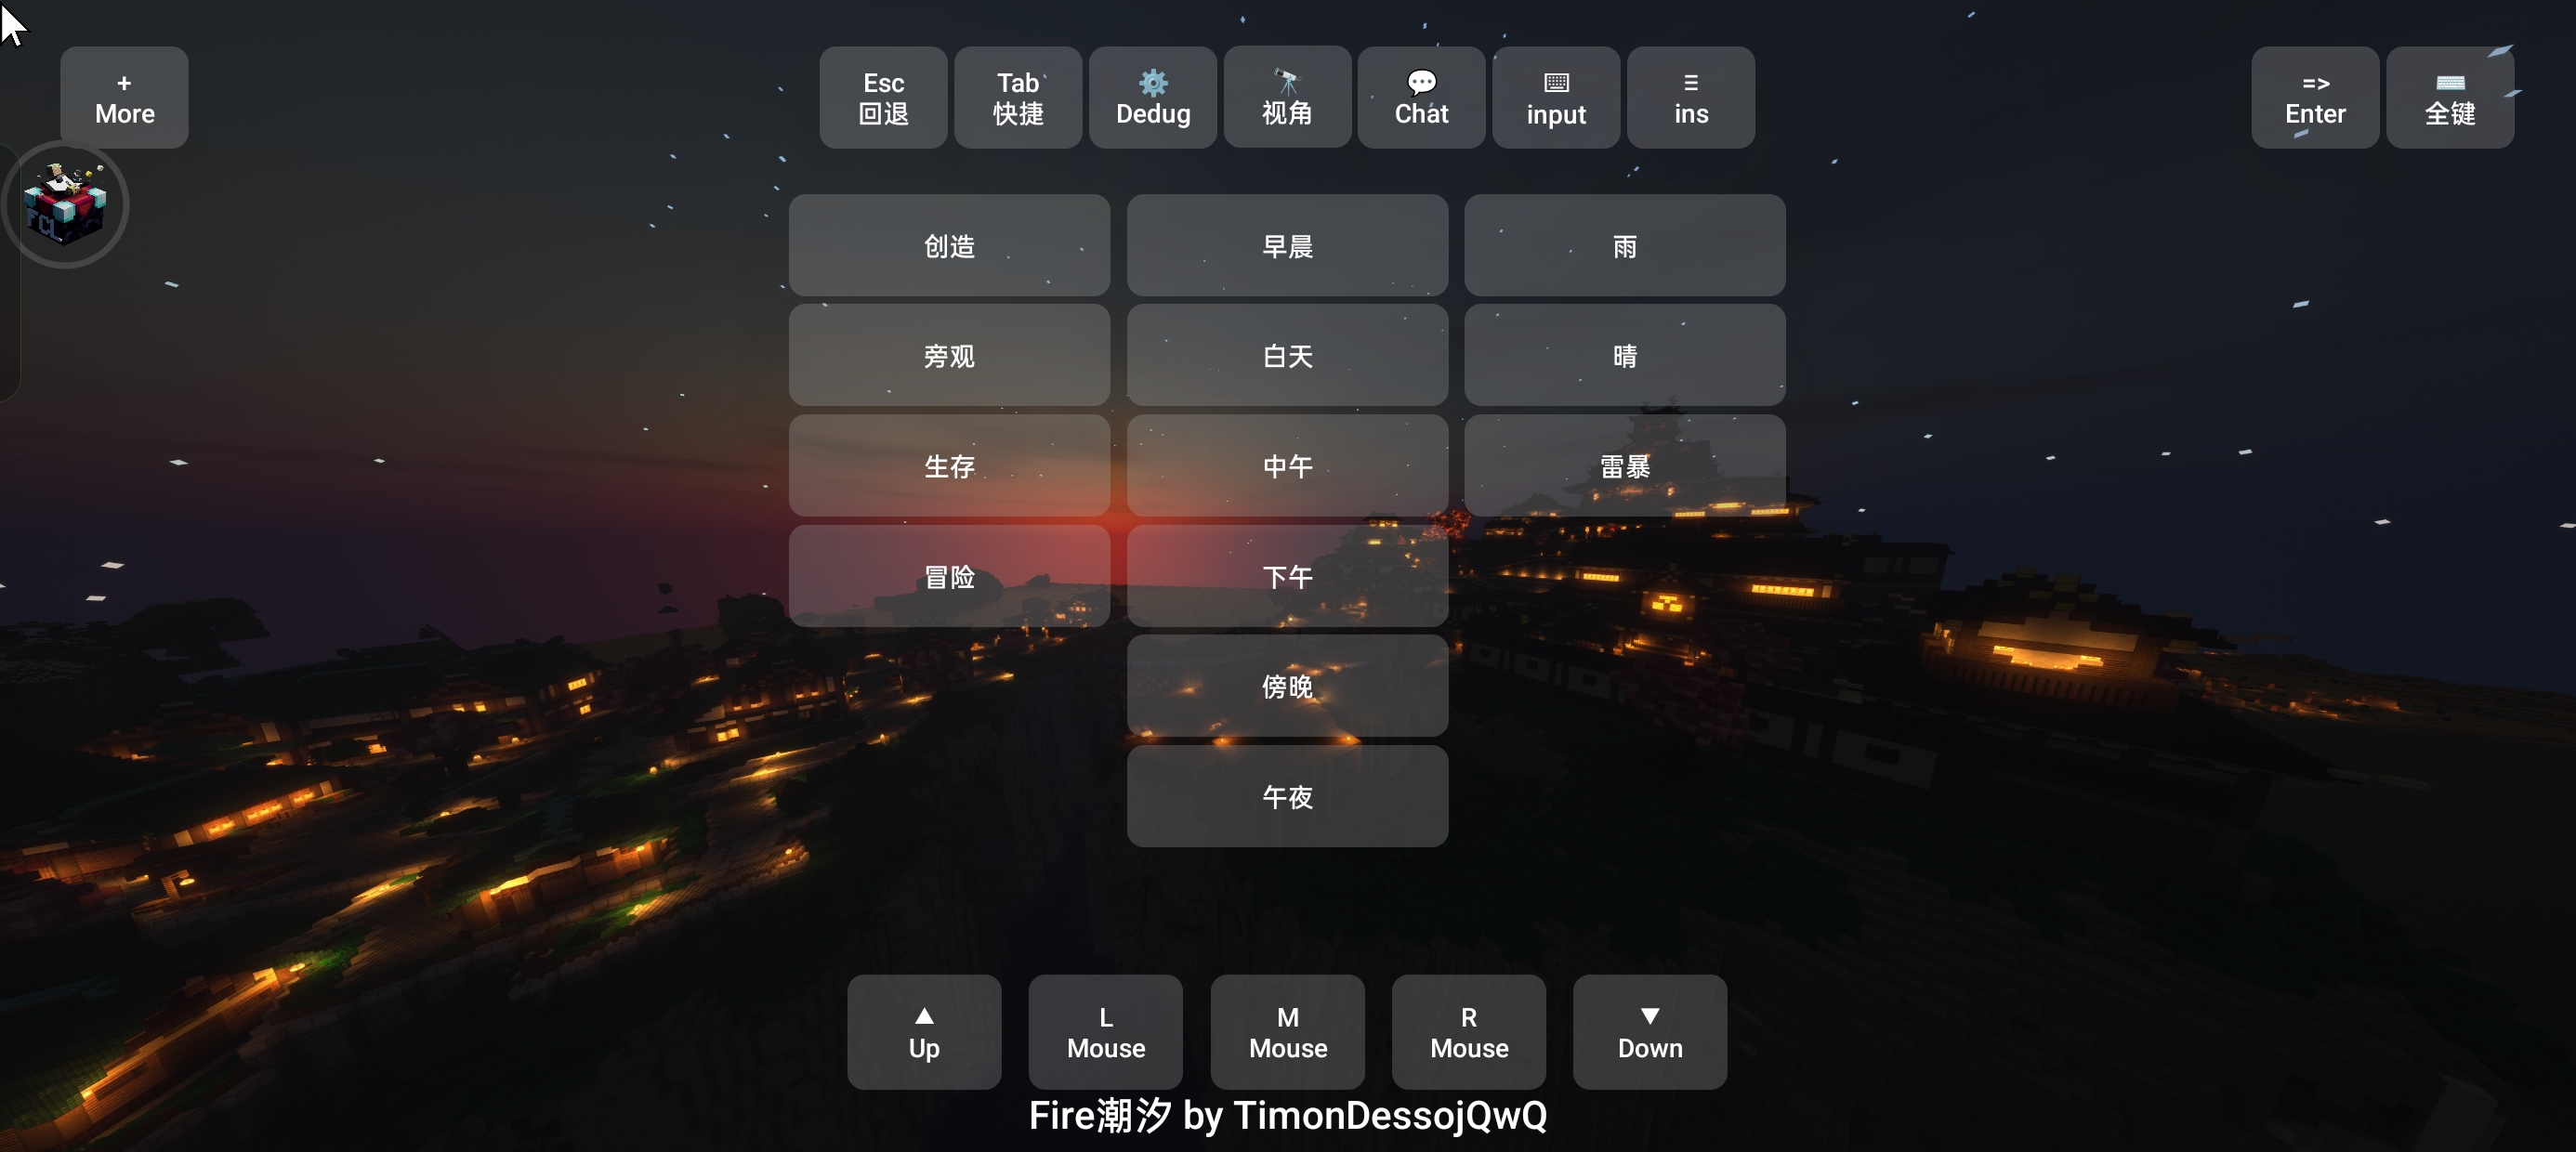 +
More
Esc
回退
Tab
快捷
Dedug
视角
Chat
input
ins
=>
Enter
全键
FCL
创造
早晨
雨
旁观
白天
晴
生存
中午
雷暴
冒险
下午
傍晚
午夜
▲
Up
L
Mouse
M
Mouse
R
Mouse
▼
Down
Fire潮汐 by TimonDessojQwQ